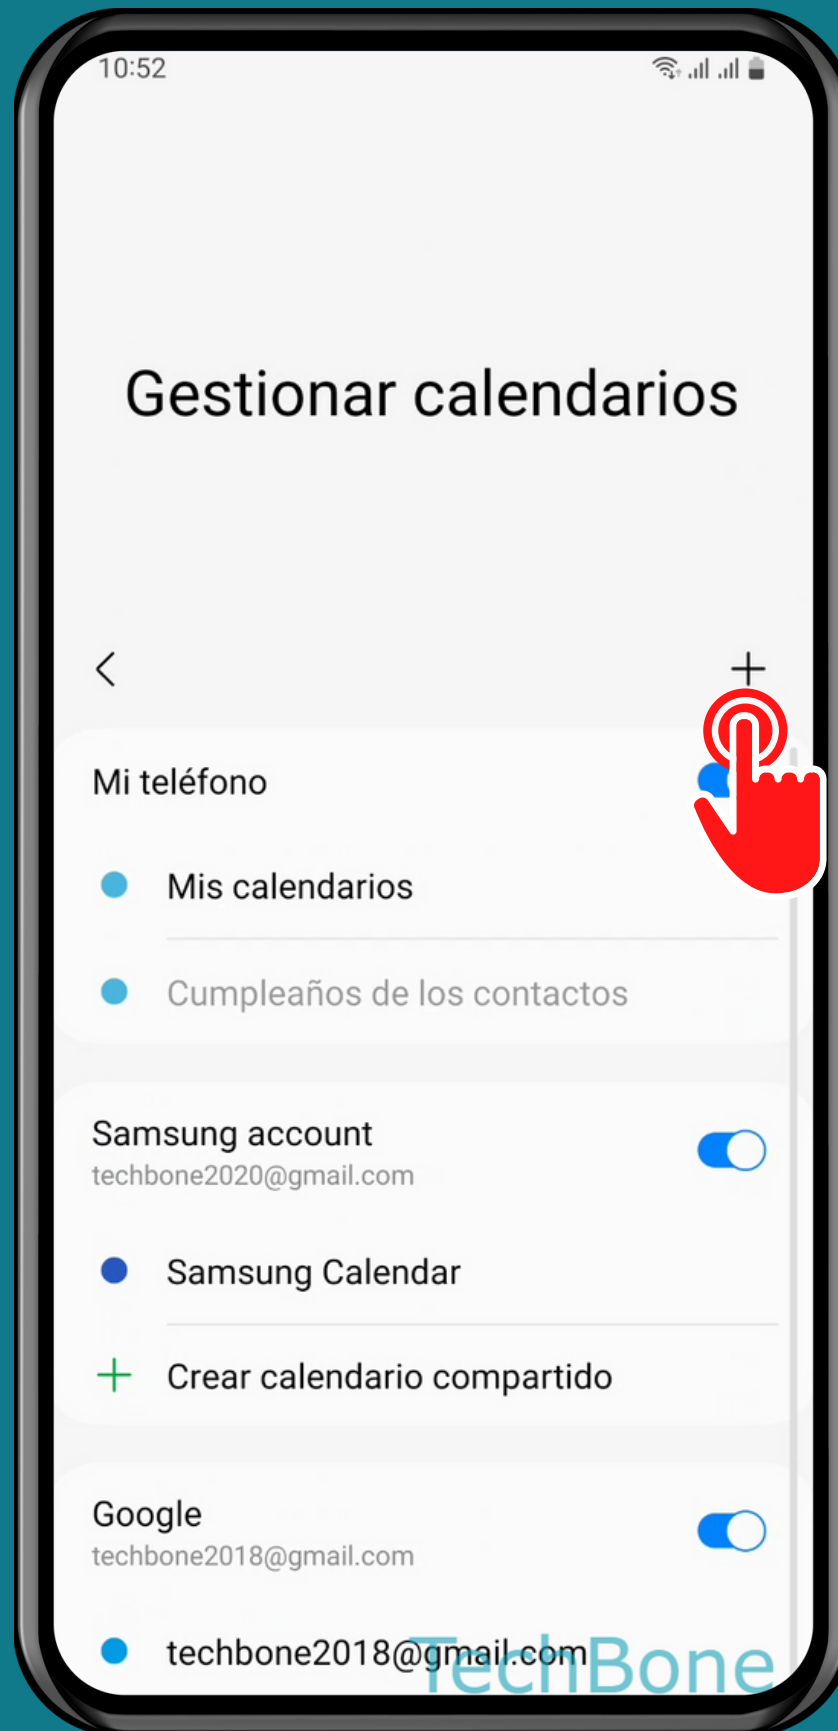 10:52
Gestionar calendarios
Mi teléfono
Mis calendarios
Cumpleaños de los contactos
Samsung account
techbone2020@gmail.com
Samsung Calendar
Crear calendario compartido
Google
techbone2018@gmail.com
techbone2018@gmail.com
TechBone